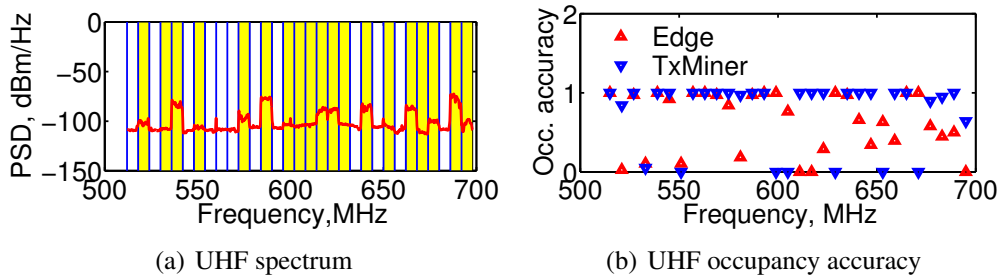 PSD, dBm/Hz
0
−50
−100
−150
500
550
600
650
700
Frequency,MHz
(a) UHF spectrum
Occ. accuracy
2
1
0
Edge
TxMiner
500
550
600
650
700
Frequency, MHz
(b) UHF occupancy accuracy